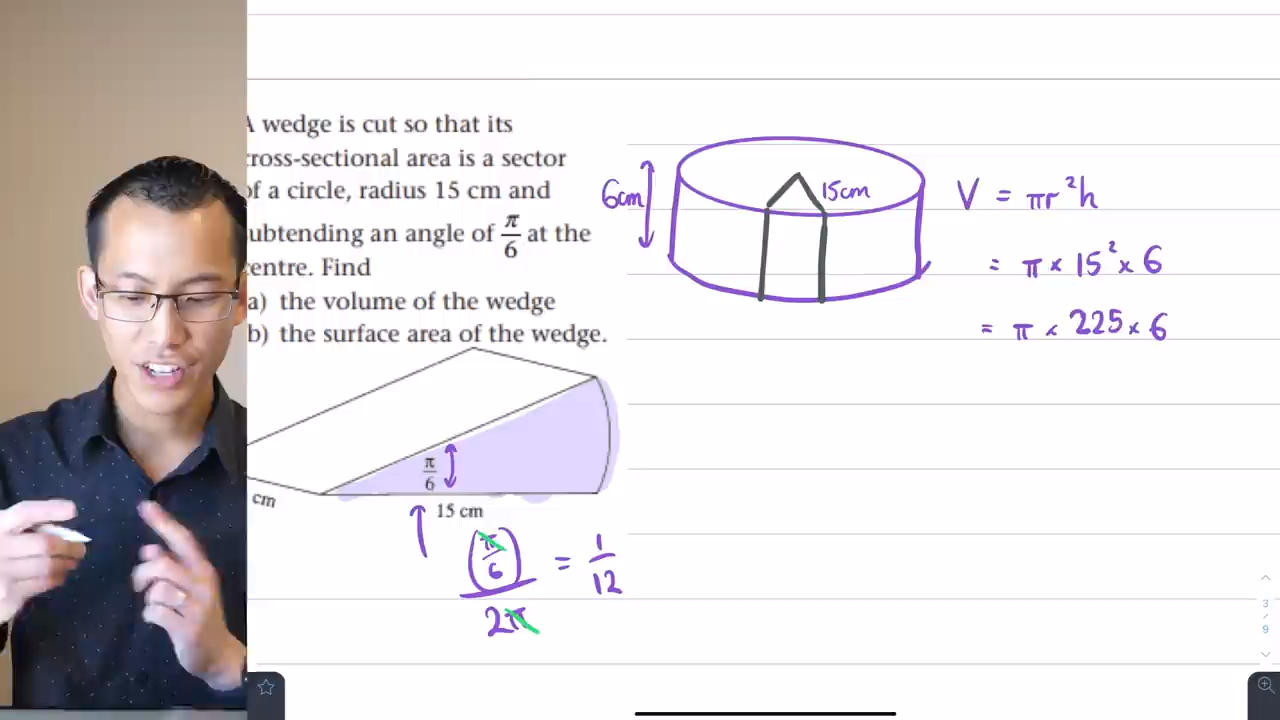 A wedge is cut so that its
cross-sectional area is a sector
of a circle, radius 15 cm and
subtending an angle of π/6 at the
centre. Find
a) the volume of the wedge
b) the surface area of the wedge.
π/6
cm
15 cm
(π/6)/2π = 1/12
6cm
15cm
V = πr²h
= π × 15² × 6
= π × 225 × 6
3
/
9